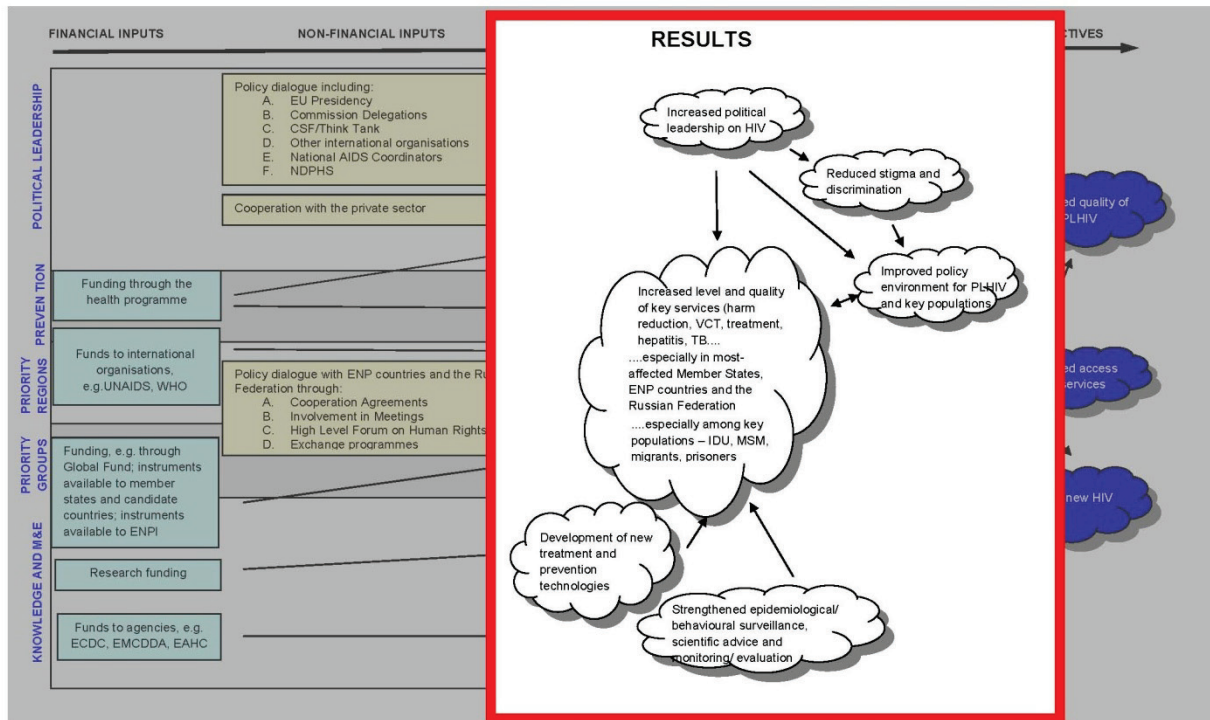 FINANCIAL INPUTS
NON-FINANCIAL INPUTS
RESULTS
CTIVES
POLITICAL LEADERSHIP
PREVENTION
PRIORITY
REGIONS
PRIORITY
GROUPS
KNOWLEDGE AND M&E
Policy dialogue including:
A. EU Presidency
B. Commission Delegations
C. CSF/Think Tank
D. Other international organisations
E. National AIDS Coordinators
F. NDPHS
Cooperation with the private sector
Funding through the
health programme
Funds to international
organisations,
e.g.UNAIDS, WHO
Policy dialogue with ENP countries and the Ru
Federation through:
A. Cooperation Agreements
B. Involvement in Meetings
C. High Level Forum on Human Rights
D. Exchange programmes
Funding, e.g. through
Global Fund; instruments
available to member
states and candidate
countries; instruments
available to ENPI
Research funding
Funds to agencies, e.g.
ECDC, EMCDDA, EAHC
Increased political
leadership on HIV
Reduced stigma and
discrimination
Improved policy
environment for PLHIV
and key populations
Increased level and quality
of key services (harm
reduction, VCT, treatment,
hepatitis, TB....
....especially in most-
affected Member States,
ENP countries and the
Russian Federation
....especially among key
populations – IDU, MSM,
migrants, prisoners
Development of new
treatment and
prevention
technologies
Strengthened epidemiological/
behavioural surveillance,
scientific advice and
monitoring/ evaluation
ed quality of
PLHIV
ed access
services
new HIV